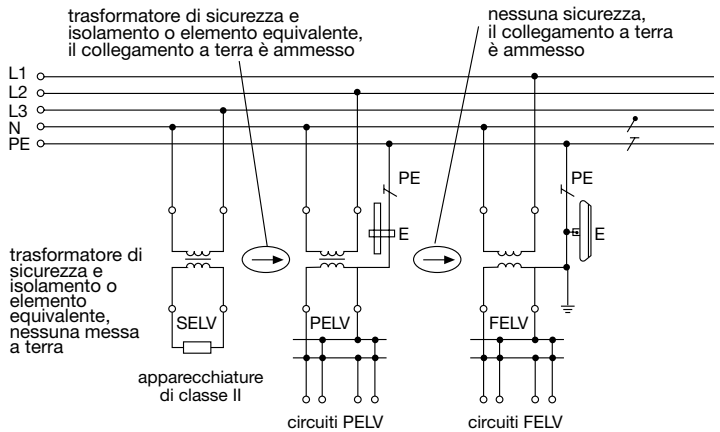 trasformatore di sicurezza e
isolamento o elemento equivalente,
il collegamento a terra è ammesso
nessuna sicurezza,
il collegamento a terra
è ammesso
L1
L2
L3
N
PE
PE
PE
E
E
trasformatore di
sicurezza e
isolamento o
elemento
equivalente,
nessuna messa
a terra
SELV
PELV
FELV
apparecchiature
di classe II
circuiti PELV
circuiti FELV